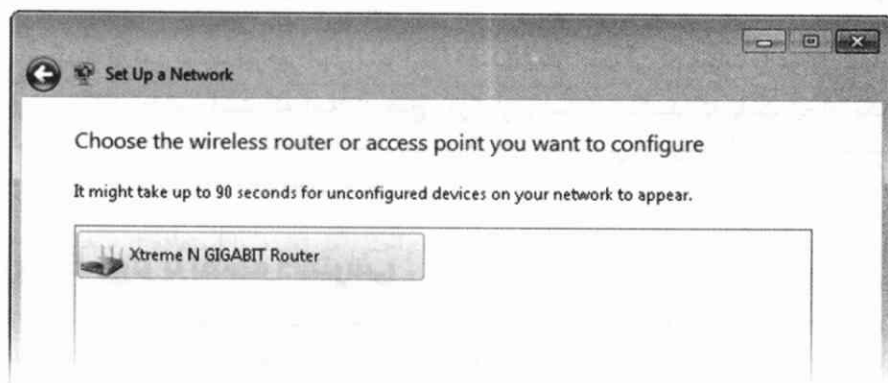 Set Up a Network
Choose the wireless router or access point you want to configure
It might take up to 90 seconds for unconfigured devices on your network to appear.
Xtreme N GIGABIT Router